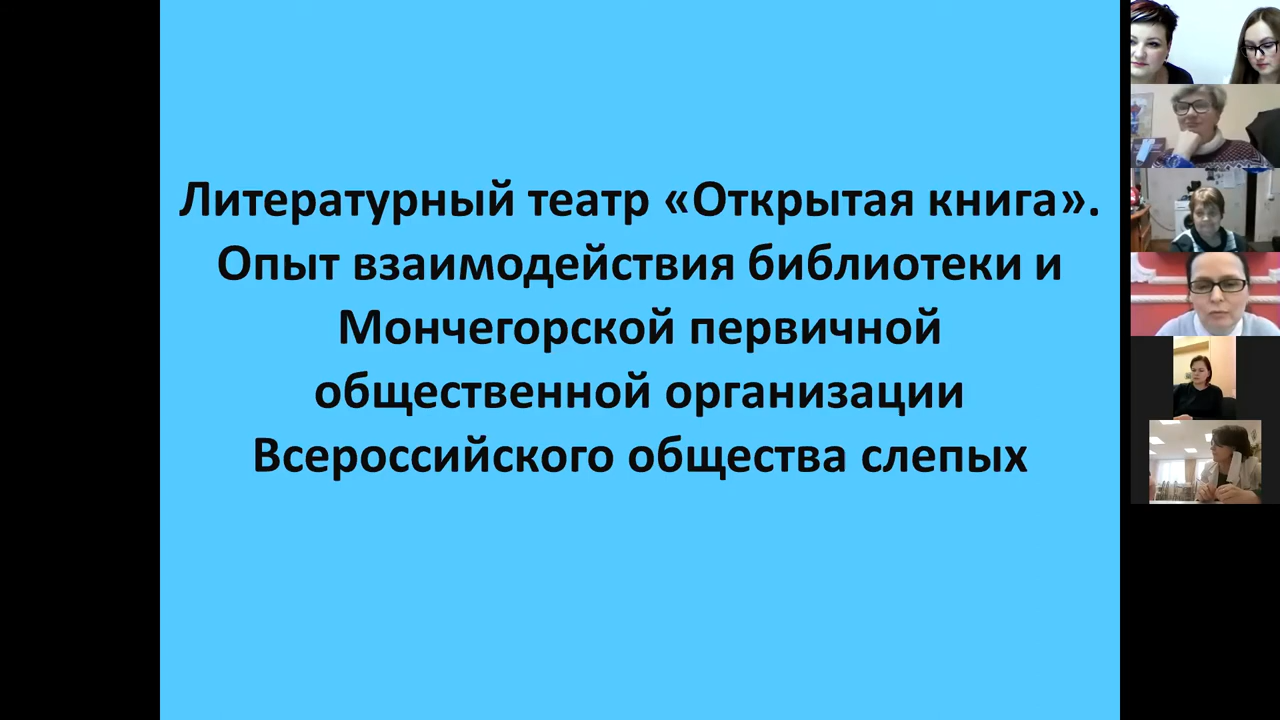 Литературный театр «Открытая книга».
Опыт взаимодействия библиотеки и
Мончегорской первичной
общественной организации
Всероссийского общества слепых